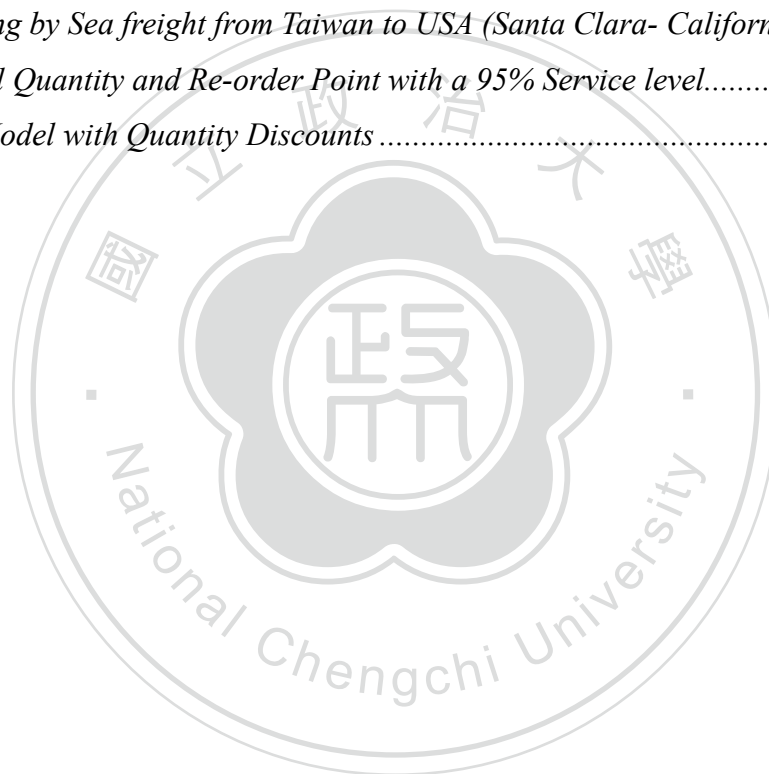 ng by Sea freight from Taiwan to USA (Santa Clara- Californ
l Quantity and Re-order Point with a 95% Service level........
Model with Quantity Discounts ............................................
國立政治大學
政
National Chengchi University